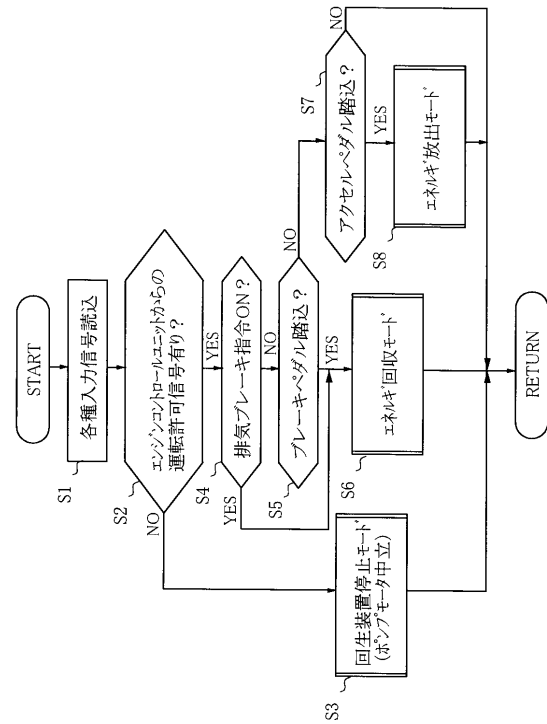 START
S1
各種入力信号読込
S2
エンジンコントロールユニットからの
運転許可信号有り？
NO
YES
S4
排気ブレーキ指令ON？
YES
NO
S5
ブレーキペダル踏込？
NO
YES
S7
アクセルペダル踏込？
NO
YES
S3
回生装置停止モード
(ポンプモータ中立)
S6
エネルギ回収モード
S8
エネルギ放出モード
RETURN